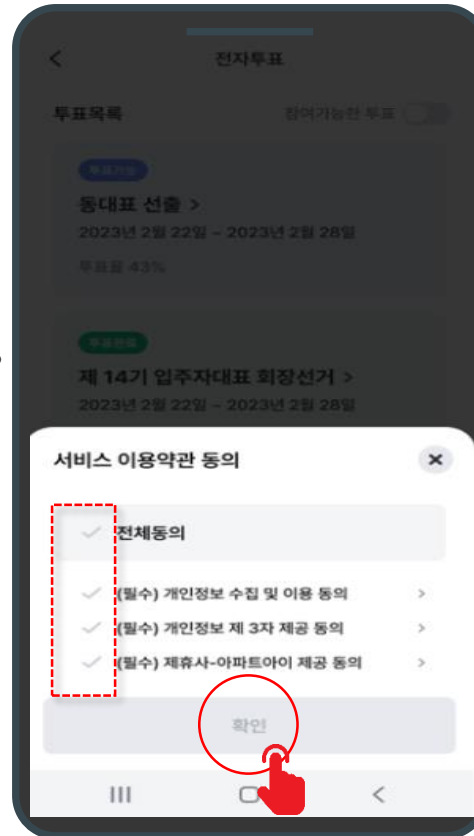 전자투표
투표목록
참여가능한 투표
투표가능
동대표 선출 >
2023년 2월 22일 – 2023년 2월 28일
투표율 43%
투표완료
제 14기 입주자대표 회장선거 >
2023년 2월 22일 – 2023년 2월 28일
서비스 이용약관 동의
전체동의
(필수) 개인정보 수집 및 이용 동의
(필수) 개인정보 제 3자 제공 동의
(필수) 제휴사-아파트아이 제공 동의
확인